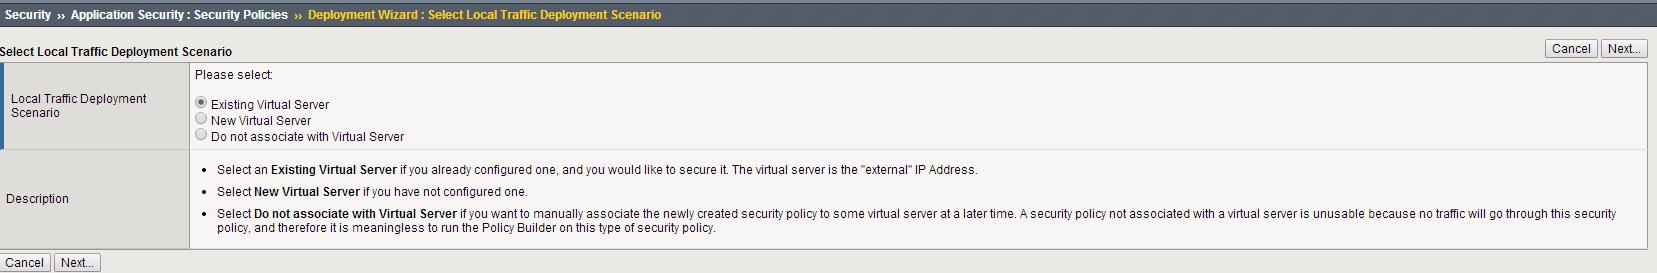 Security ›› Application Security : Security Policies ›› Deployment Wizard : Select Local Traffic Deployment Scenario
Select Local Traffic Deployment Scenario
Cancel Next...
Local Traffic Deployment
Scenario
Please select:
Existing Virtual Server
New Virtual Server
Do not associate with Virtual Server
Description
• Select an Existing Virtual Server if you already configured one, and you would like to secure it. The virtual server is the "external" IP Address.
• Select New Virtual Server if you have not configured one.
• Select Do not associate with Virtual Server if you want to manually associate the newly created security policy to some virtual server at a later time. A security policy not associated with a virtual server is unusable because no traffic will go through this security
policy, and therefore it is meaningless to run the Policy Builder on this type of security policy.
Cancel Next...